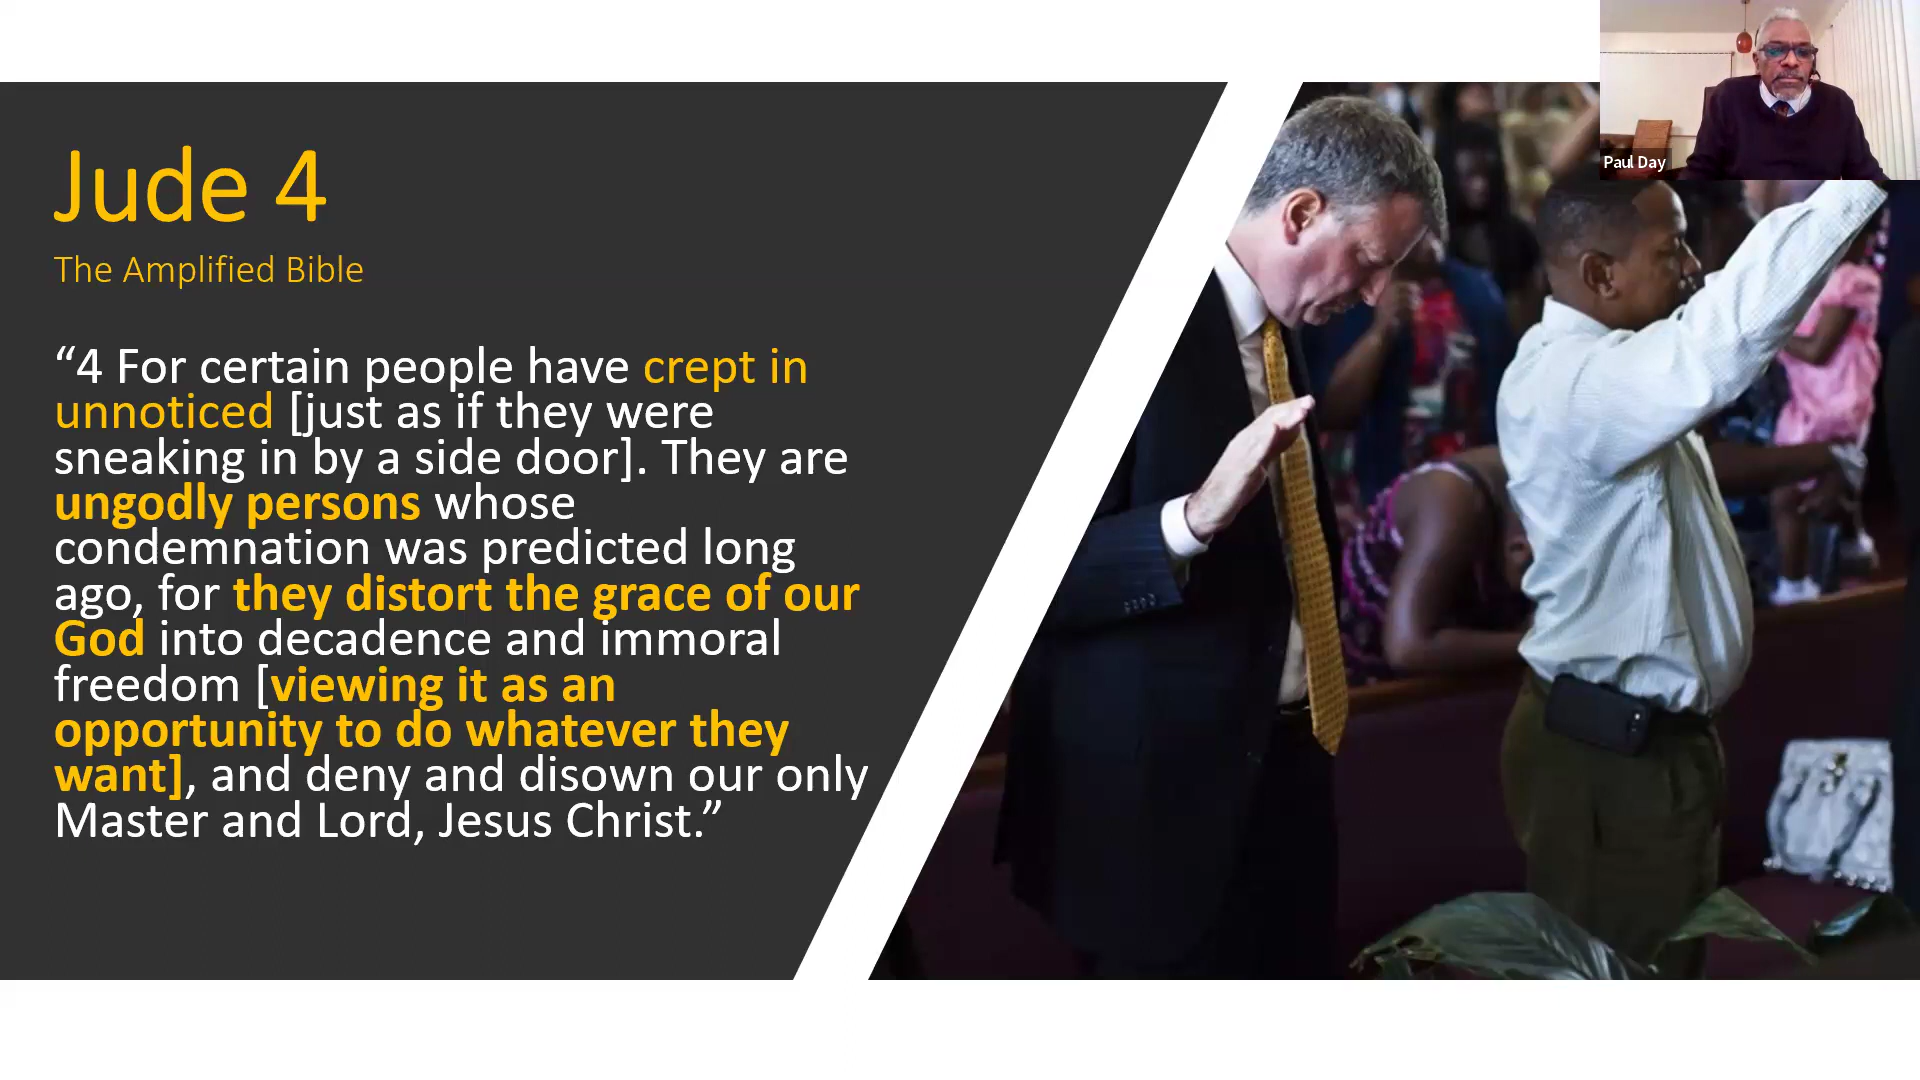 Jude 4
The Amplified Bible
“4 For certain people have crept in
unnoticed [just as if they were
sneaking in by a side door]. They are
ungodly persons whose
condemnation was predicted long
ago, for they distort the grace of our
God into decadence and immoral
freedom [viewing it as an
opportunity to do whatever they
want], and deny and disown our only
Master and Lord, Jesus Christ.”
Paul Day